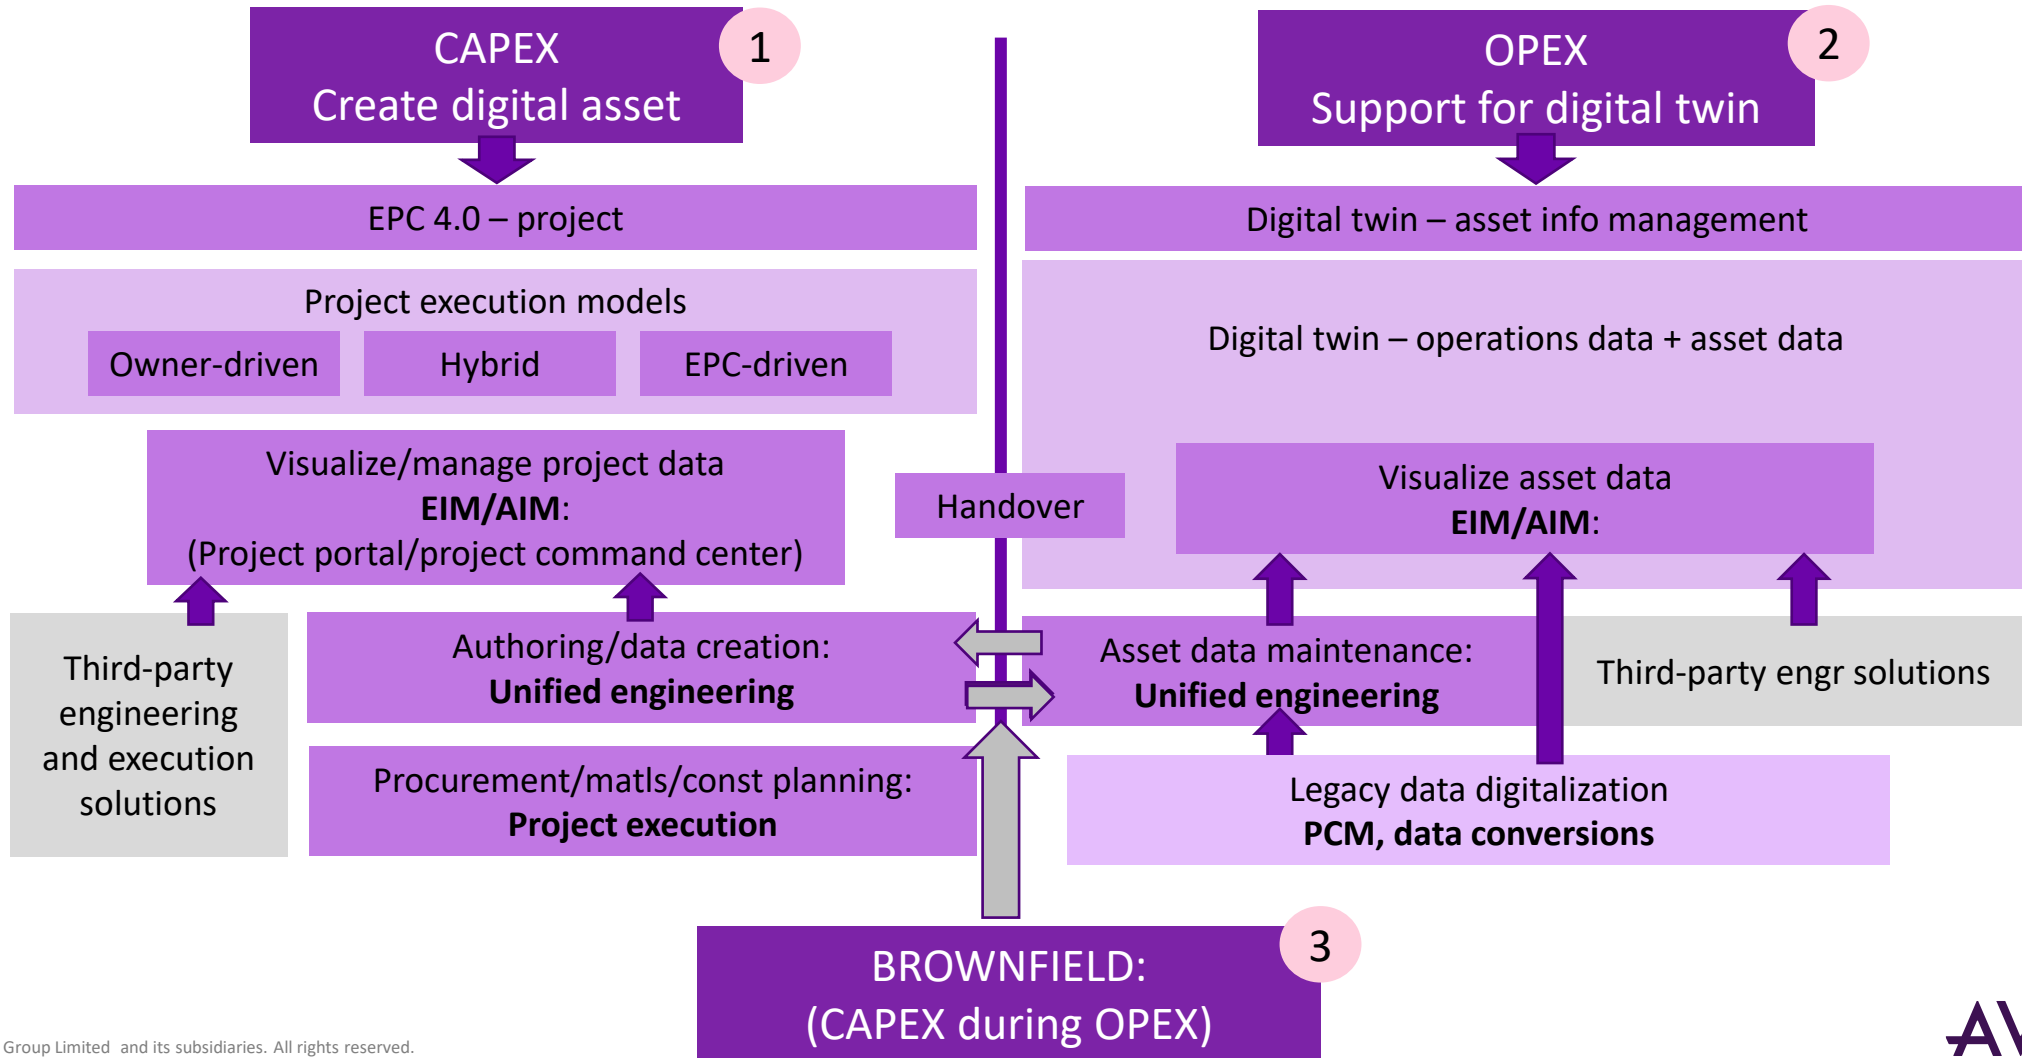 CAPEX
Create digital asset
1
OPEX
Support for digital twin
2
EPC 4.0 – project
Digital twin – asset info management
Project execution models
Owner-driven
Hybrid
EPC-driven
Digital twin – operations data + asset data
Visualize/manage project data
EIM/AIM:
(Project portal/project command center)
Handover
Visualize asset data
EIM/AIM:
Third-party
engineering
and execution
solutions
Authoring/data creation:
Unified engineering
Asset data maintenance:
Unified engineering
Third-party engr solutions
Procurement/matls/const planning:
Project execution
Legacy data digitalization
PCM, data conversions
BROWNFIELD:
(CAPEX during OPEX)
3
Group Limited and its subsidiaries. All rights reserved.
AV